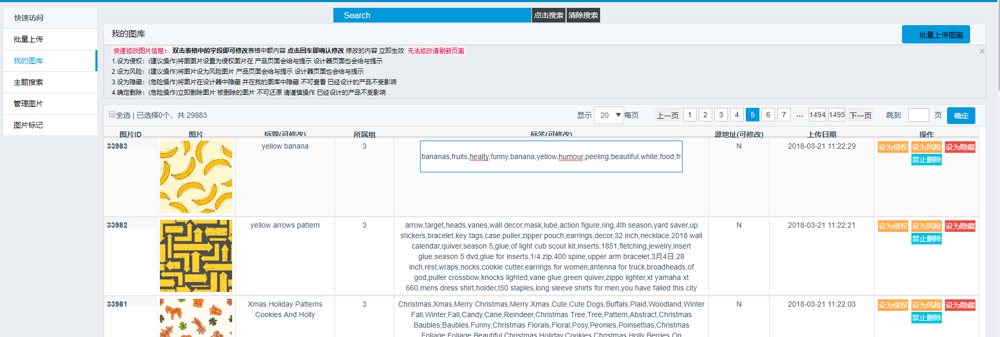 快速访问
批量上传
我的图库
主题搜索
管理图片
图片标记
Search 点击搜索 清除搜索
我的图库 批量上传图案
快速修改图片信息： 双击表格中的字段即可修改表格中额内容 点击回车即确认修改 修改的内容 立即生效 无法修改请刷新页面 ×
1.设为侵权：(建议操作)将图图片设置为侵权图片在 产品页面会给与提示 设计器页面也会给与提示
2.设为风险：(建议操作)将图片设为风险图片 产品页面会给与提示 设计器页面也会给与提示
3.设为隐藏：(危险操作)将图片在设计器中隐藏 并在我的图库中隐藏 不可查看 已经设计的产品不受影响
4.确定删除：(危险操作)立即删除图片 被删除的图片 不可还原 请谨慎操作 已经设计的产品不受影响
全选 | 已选择0个，共 29883 显示 20 每页 上一页 1 2 3 4 5 6 7 ... 1494 1495 下一页 跳到 页 确定
图片ID 图片 标题(可修改) 所属组 标签(可修改) 源地址(可修改) 上传日期 操作
33983 yellow banana 3 bananas,fruits,healty,funny,banana,yellow,humour,peeling,beautiful,white,food,fr N 2018-03-21 11:22:29 设为侵权 设为风险 设为隐藏
禁止删除
33982 yellow arrows pattern 3 arrow,target,heads,vanes,wall decor,mask,lube,action figure,ring,4th season,yard saver,up N 2018-03-21 11:22:21 设为侵权 设为风险 设为隐藏
stickers,bracelet,key tags,case,puller,zipper pouch,earrings,decor,32 inch,necklace,2018 wall 禁止删除
calendar,quiver,season 5,glue,of light cub scout kit,inserts,1851,fletching,jewelry,insert
glue,season 5 dvd,glue for inserts,1/4 zip,400 spine,upper arm bracelet,3月4日,28
inch,rest,wraps,nocks,cookie cutter,earrings for women,antenna for truck,broadheads,of
god,puller crossbow,knocks lighted,vane glue,green quiver,zippo lighter,xt yamaha xt
660,mens dress shirt,holder,t50 staples,long sleeve shirts for men,you have failed this city
33981 Xmas Holiday Patterns 3 Christmas,Xmas,Merry Christmas,Merry Xmas,Cute,Cute Dogs,Buffals,Plaid,Woodland,Winter N 2018-03-21 11:22:03 设为侵权 设为风险 设为隐藏
Cookies And Holly Fall,Winter,Fall,Candy,Cane,Reindeer,Christmas Tree,Tree,Pattern,Abstract,Christmas 禁止删除
Baubles,Baubles,Funny,Christmas Florals,Floral,Posy,Peonies,Poinsettias,Christmas
Foliage,Foliage,Beautiful,Christmas,Holiday,Cookies,Christmas,Holly,Berries,On